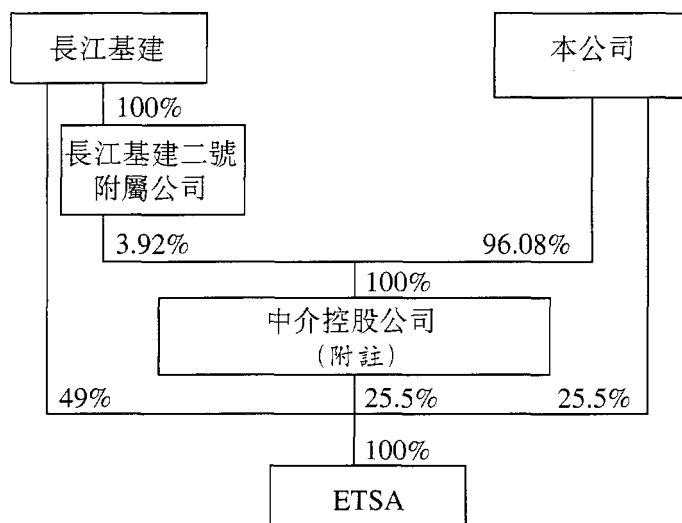 長江基建
本公司
100%
長江基建二號
附屬公司
3.92%
96.08%
100%
中介控股公司
(附註)
49%
25.5%
25.5%
100%
ETSA